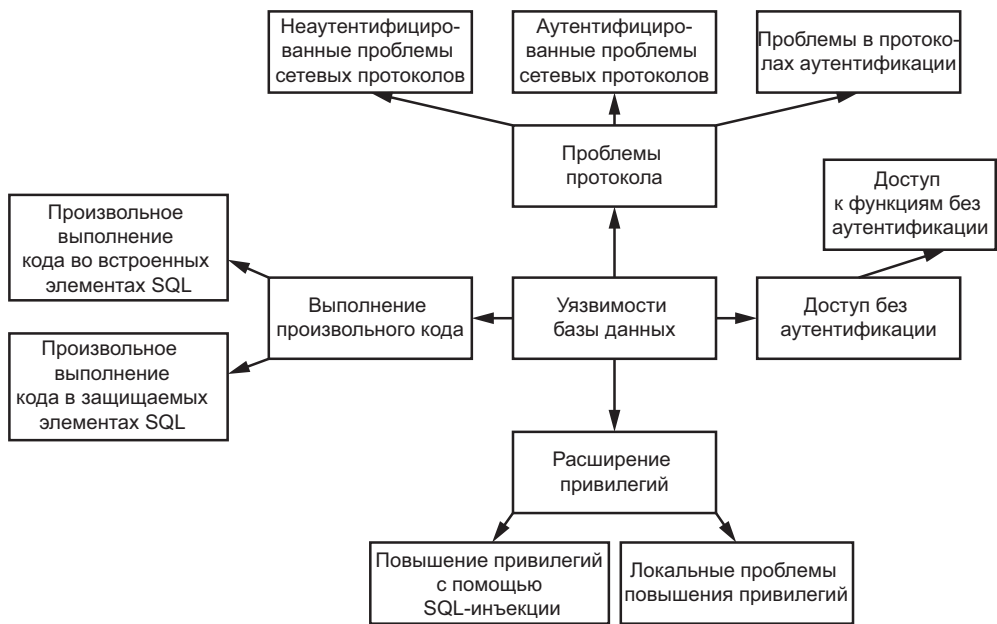 Неаутентифициро-
ванные проблемы
сетевых протоколов
Аутентифициро-
ванные проблемы
сетевых протоколов
Проблемы в протоко-
лах аутентификации
Проблемы
протокола
Доступ
к функциям без
аутентификации
Произвольное
выполнение
кода во встроенных
элементах SQL
Выполнение
произвольного кода
Уязвимости
базы данных
Доступ без
аутентификации
Произвольное
выполнение
кода в защищаемых
элементах SQL
Расширение
привилегий
Повышение привилегий
с помощью
SQL-инъекции
Локальные проблемы
повышения привилегий